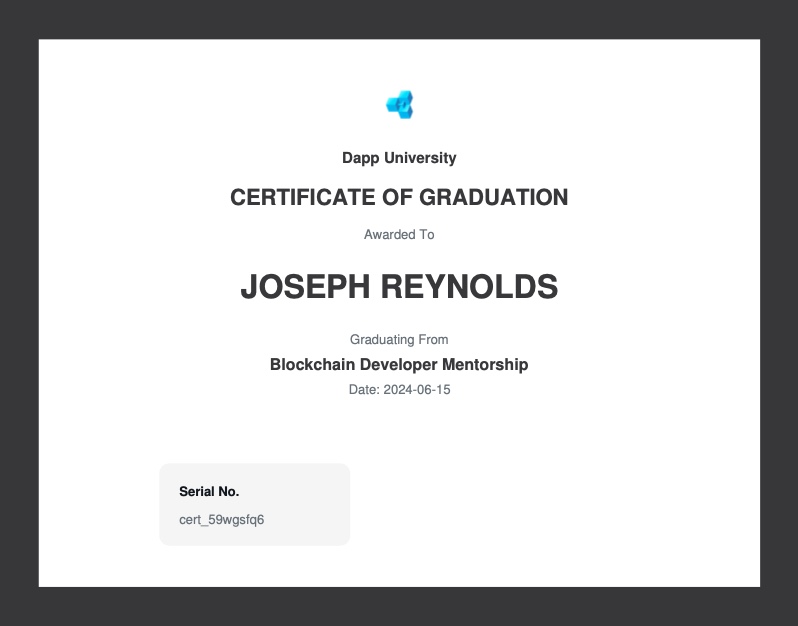 Dapp University
CERTIFICATE OF GRADUATION
Awarded To
JOSEPH REYNOLDS
Graduating From
Blockchain Developer Mentorship
Date: 2024-06-15
Serial No.
cert_59wgsfq6